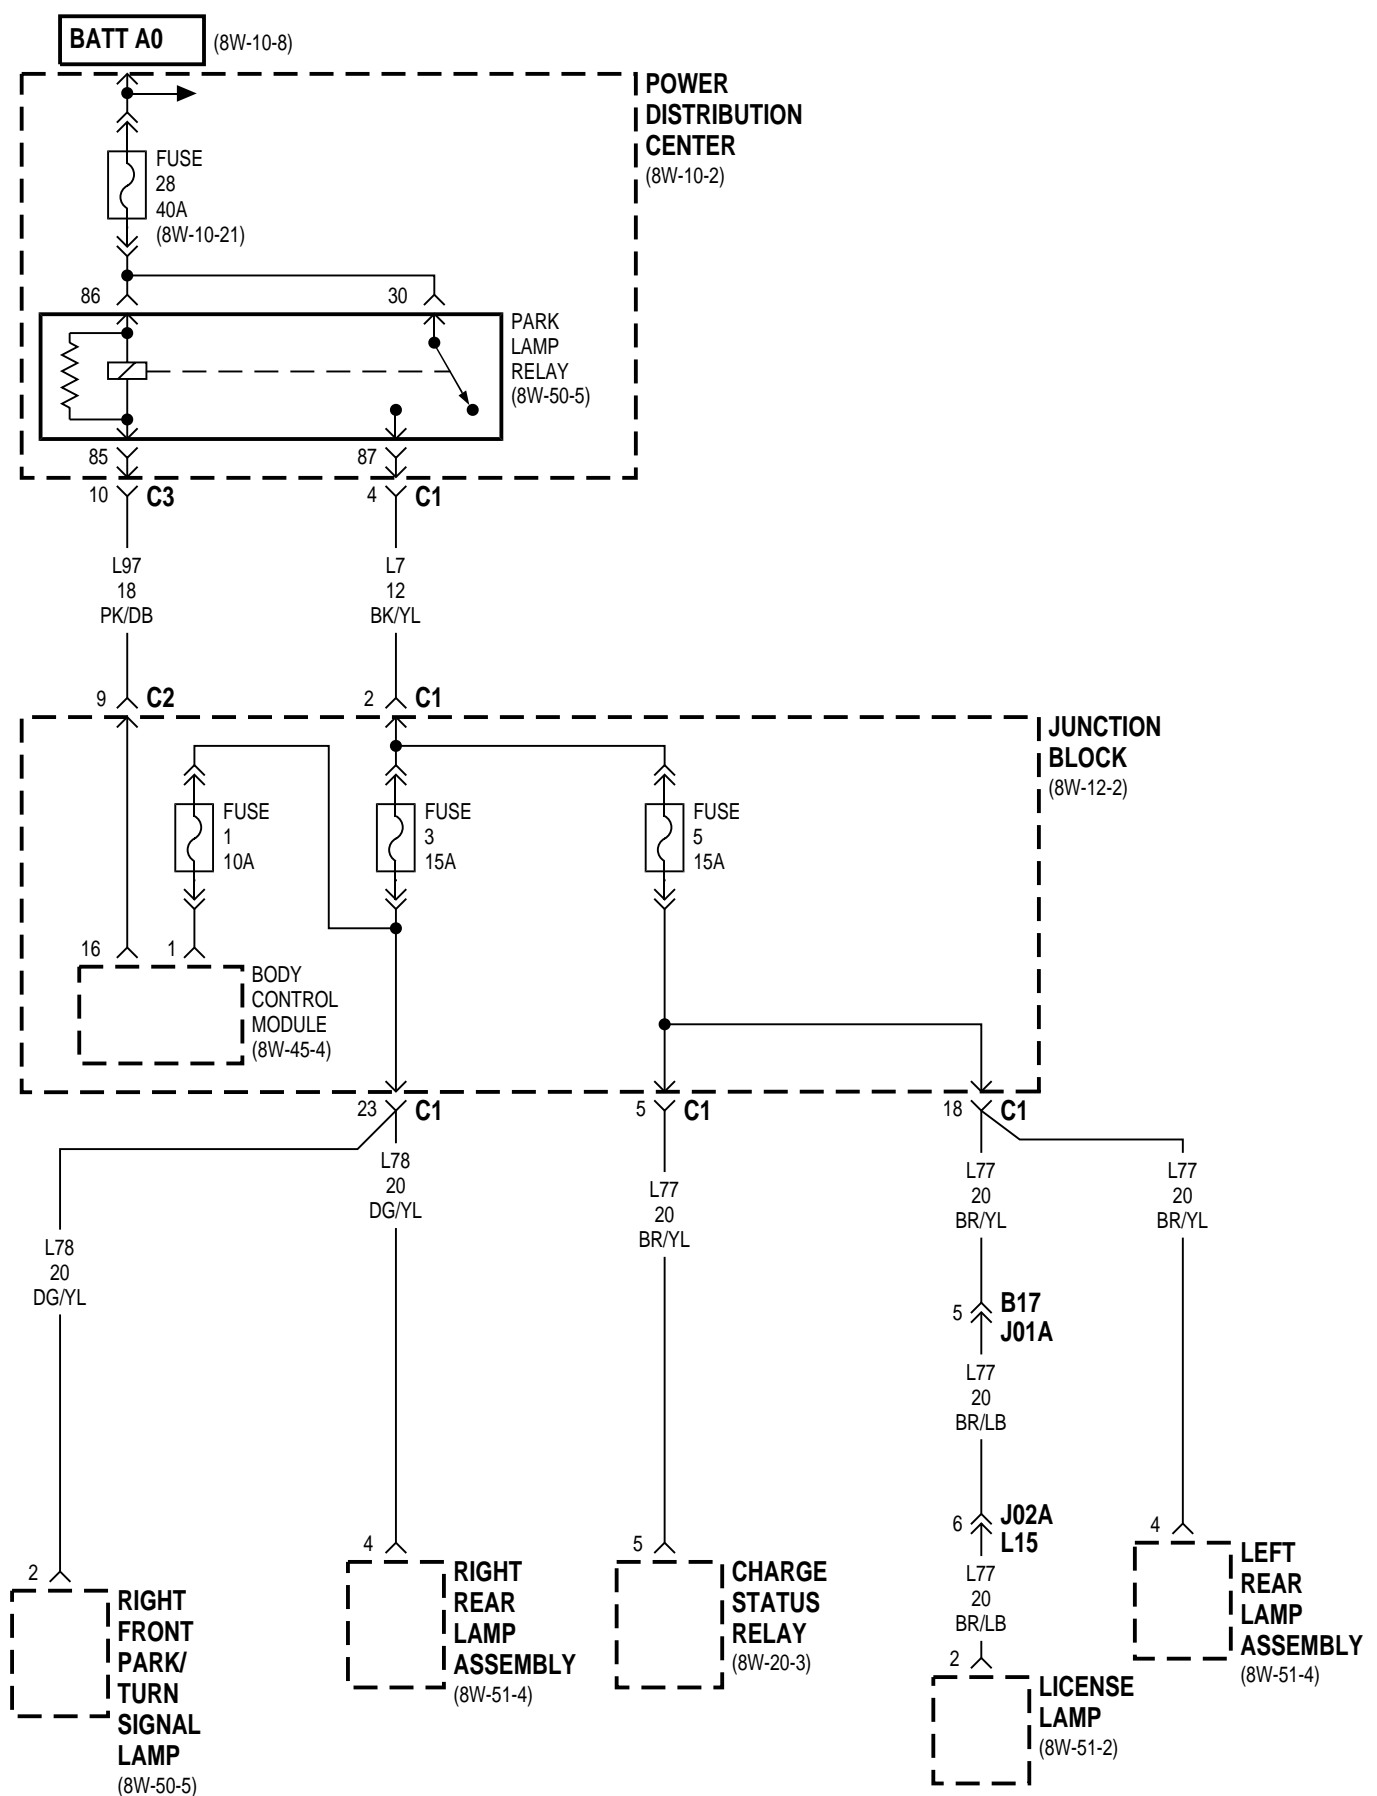 BATT A0 (8W-10-8)
POWER
DISTRIBUTION
CENTER
(8W-10-2)
FUSE
28
40A
(8W-10-21)
86
30
PARK
LAMP
RELAY
(8W-50-5)
85
87
10 C3
4 C1
L97
18
PK/DB
L7
12
BK/YL
9 C2
2 C1
JUNCTION
BLOCK
(8W-12-2)
FUSE
1
10A
FUSE
3
15A
FUSE
5
15A
16
1
BODY
CONTROL
MODULE
(8W-45-4)
23 C1
5 C1
18 C1
L78
20
DG/YL
L78
20
DG/YL
L77
20
BR/YL
L77
20
BR/YL
L77
20
BR/YL
5
B17
J01A
L77
20
BR/LB
6
J02A
L15
L77
20
BR/LB
2
RIGHT
FRONT
PARK/
TURN
SIGNAL
LAMP
(8W-50-5)
4
RIGHT
REAR
LAMP
ASSEMBLY
(8W-51-4)
5
CHARGE
STATUS
RELAY
(8W-20-3)
2
LICENSE
LAMP
(8W-51-2)
4
LEFT
REAR
LAMP
ASSEMBLY
(8W-51-4)